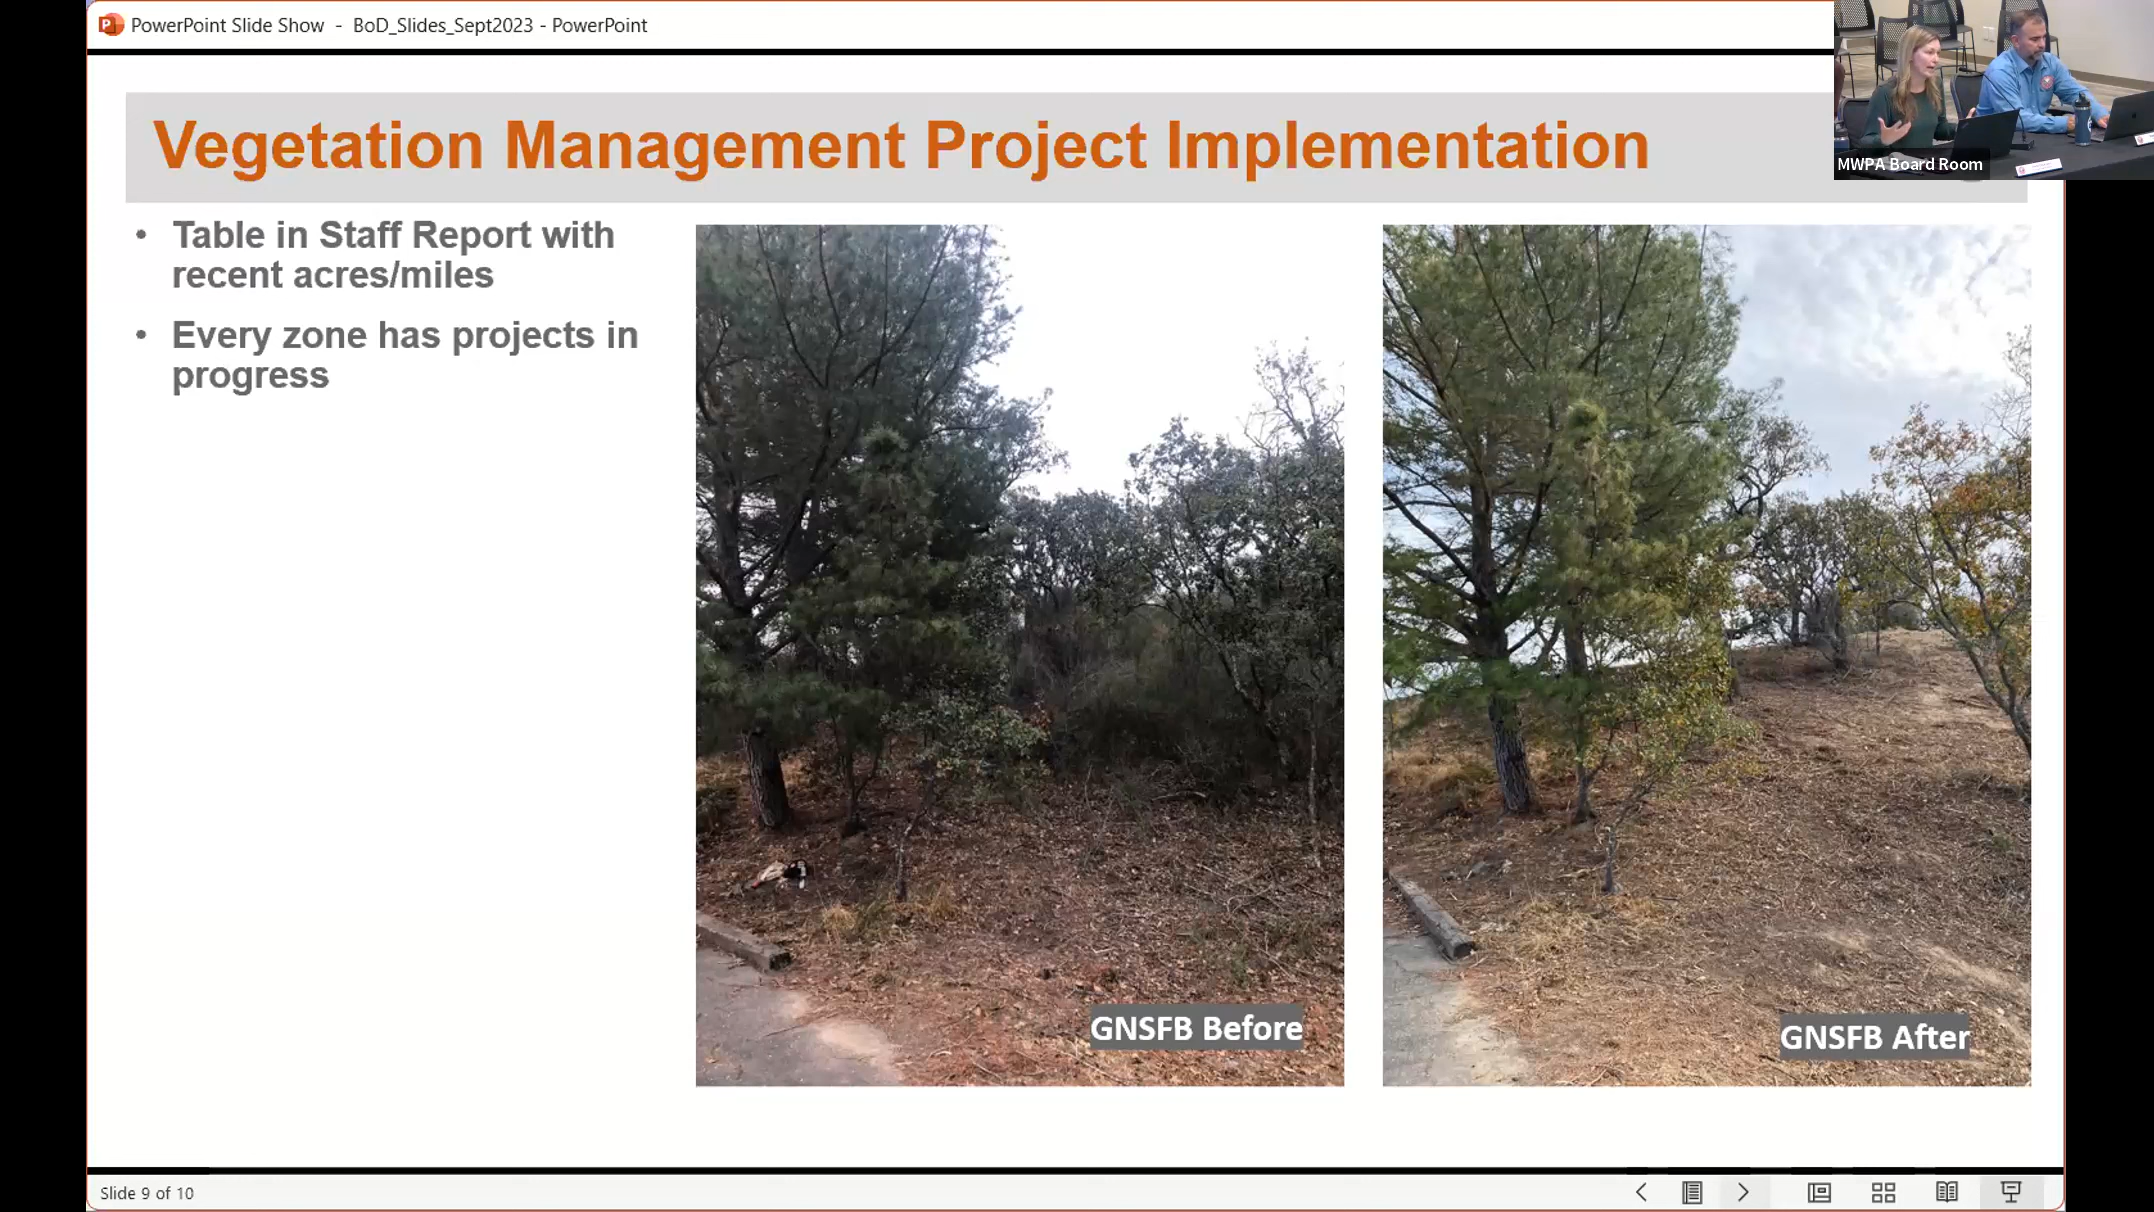 PowerPoint Slide Show - BoD_Slides_Sept2023 - PowerPoint
MWPA Board Room
Vegetation Management Project Implementation
• Table in Staff Report with
recent acres/miles
• Every zone has projects in
progress
GNSFB Before
GNSFB After
Slide 9 of 10